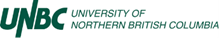 UNBC UNIVERSITY OF
NORTHERN BRITISH COLUMBIA